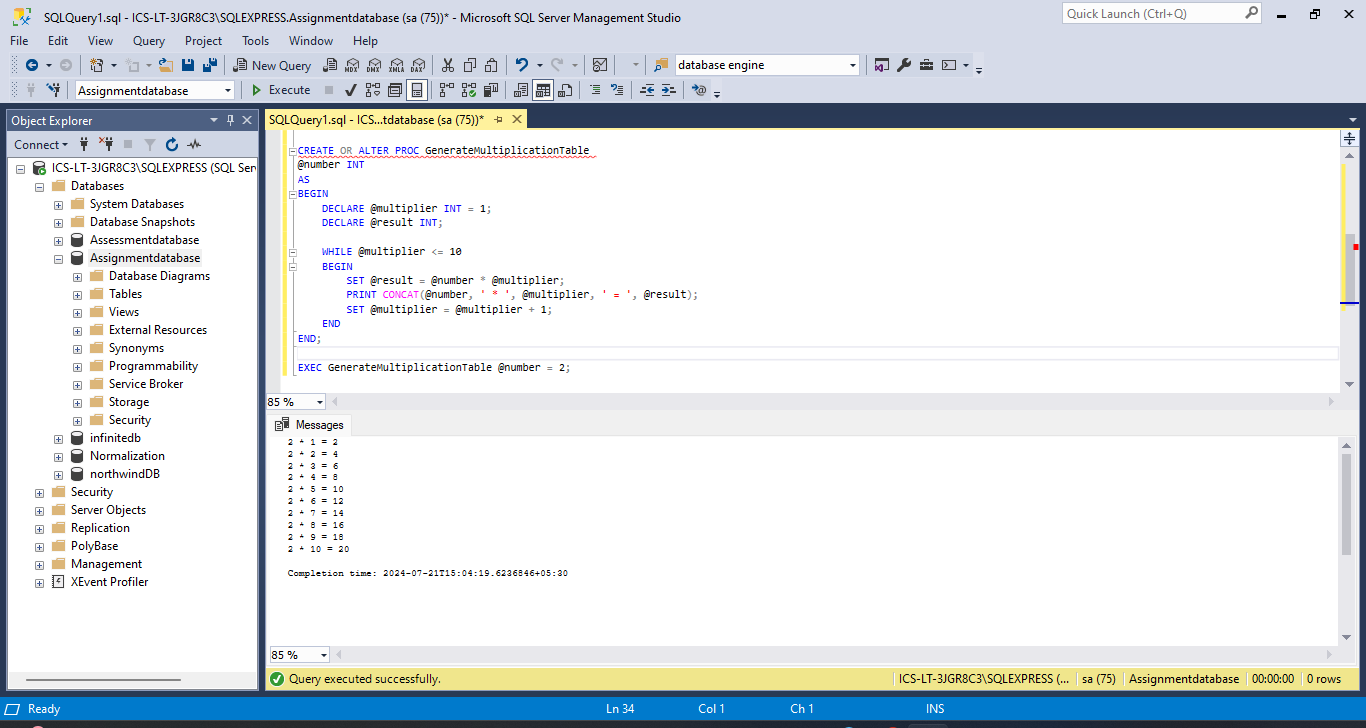 SQLQuery1.sql - ICS-LT-3JGR8C3\SQLEXPRESS.Assignmentdatabase (sa (75))* - Microsoft SQL Server Management Studio
Quick Launch (Ctrl+Q)
File Edit View Query Project Tools Window Help
New Query MDX DMX XMLA DAX database engine
Assignmentdatabase Execute
Object Explorer
SQLQuery1.sql - ICS...tdatabase (sa (75))*
Connect
ICS-LT-3JGR8C3\SQLEXPRESS (SQL Ser
Databases
System Databases
Database Snapshots
Assessmentdatabase
Assignmentdatabase
Database Diagrams
Tables
Views
External Resources
Synonyms
Programmability
Service Broker
Storage
Security
infinitedb
Normalization
northwindDB
Security
Server Objects
Replication
PolyBase
Management
XEvent Profiler
CREATE OR ALTER PROC GenerateMultiplicationTable
@number INT
AS
BEGIN
DECLARE @multiplier INT = 1;
DECLARE @result INT;
WHILE @multiplier <= 10
BEGIN
SET @result = @number * @multiplier;
PRINT CONCAT(@number, ' * ', @multiplier, ' = ', @result);
SET @multiplier = @multiplier + 1;
END
END;
EXEC GenerateMultiplicationTable @number = 2;
85 %
Messages
2 * 1 = 2
2 * 2 = 4
2 * 3 = 6
2 * 4 = 8
2 * 5 = 10
2 * 6 = 12
2 * 7 = 14
2 * 8 = 16
2 * 9 = 18
2 * 10 = 20
Completion time: 2024-07-21T15:04:19.6236846+05:30
85 %
Query executed successfully. ICS-LT-3JGR8C3\SQLEXPRESS (... sa (75) Assignmentdatabase 00:00:00 0 rows
Ready Ln 34 Col 1 Ch 1 INS